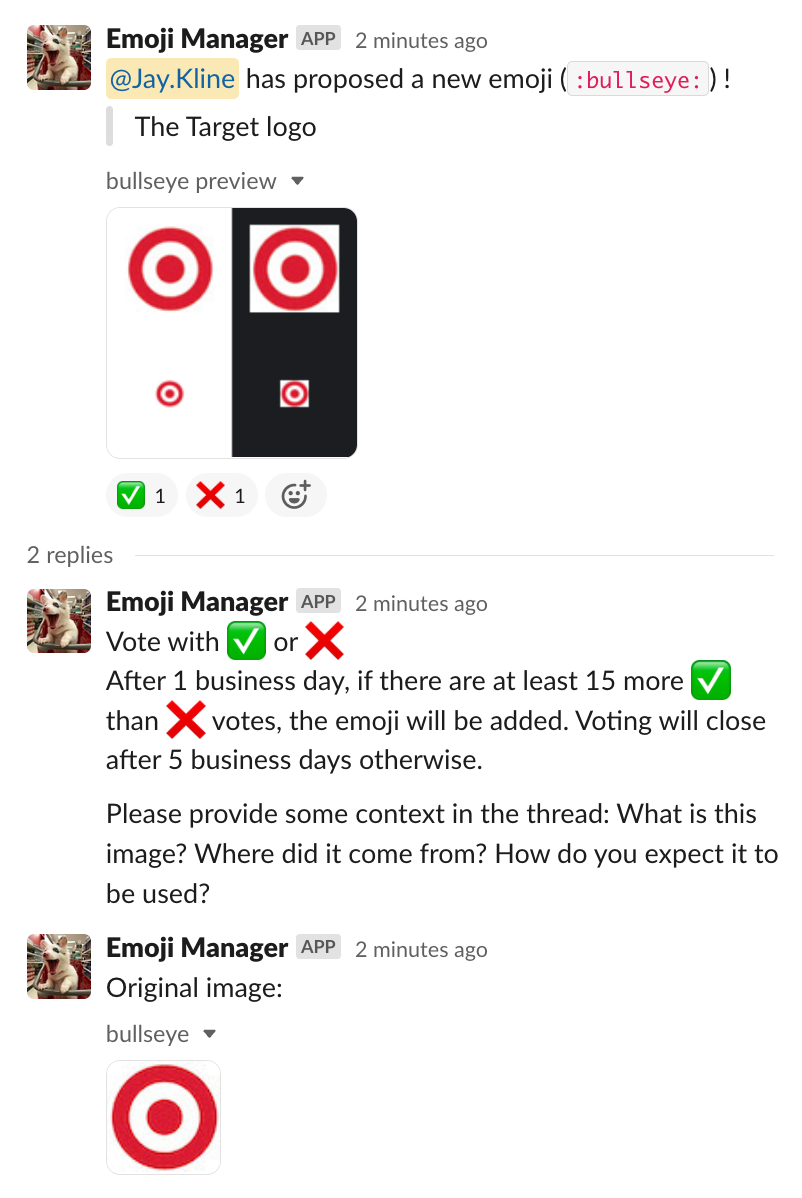 Emoji Manager APP 2 minutes ago
@Jay.Kline has proposed a new emoji ( :bullseye: ) !
The Target logo
bullseye preview
1 1
2 replies
Emoji Manager APP 2 minutes ago
Vote with ✅ or ❌
After 1 business day, if there are at least 15 more ✅
than ❌ votes, the emoji will be added. Voting will close
after 5 business days otherwise.
Please provide some context in the thread: What is this
image? Where did it come from? How do you expect it to
be used?
Emoji Manager APP 2 minutes ago
Original image:
bullseye